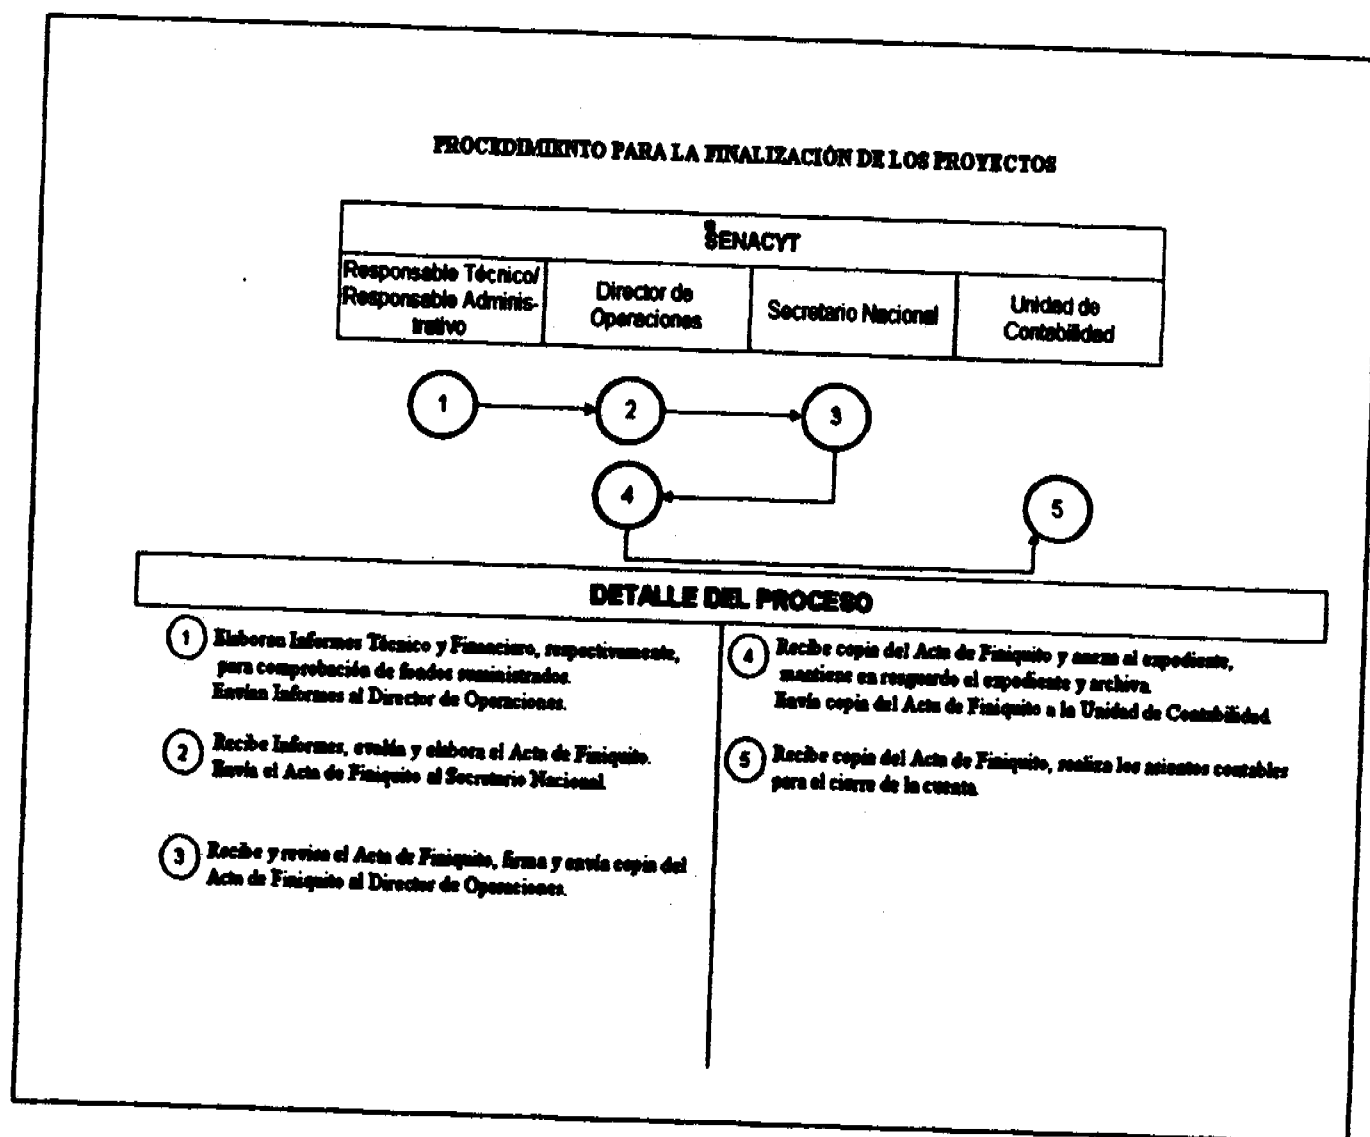 PROCEDIMIENTO PARA LA FINALIZACIÓN DE LOS PROYECTOS
SENACYT
Responsable Técnico/
Responsable Adminis-
trativo
Director de
Operaciones
Secretario Nacional
Unidad de
Contabilidad
1
2
3
4
5
DETALLE DEL PROCESO
1 Elaboran Informes Técnico y Financiero, respectivamente,
para comprobación de fondos suministrados.
Envían Informes al Director de Operaciones.
2 Recibe Informes, evalúa y elabora el Acta de Finiquito.
Envía el Acta de Finiquito al Secretario Nacional.
3 Recibe y revisa el Acta de Finiquito, firma y envía copia del
Acta de Finiquito al Director de Operaciones.
4 Recibe copia del Acta de Finiquito y anexa al expediente,
mantiene en resguardo el expediente y archiva.
Envía copia del Acta de Finiquito a la Unidad de Contabilidad.
5 Recibe copia del Acta de Finiquito, realiza los asientos contables
para el cierre de la cuenta.